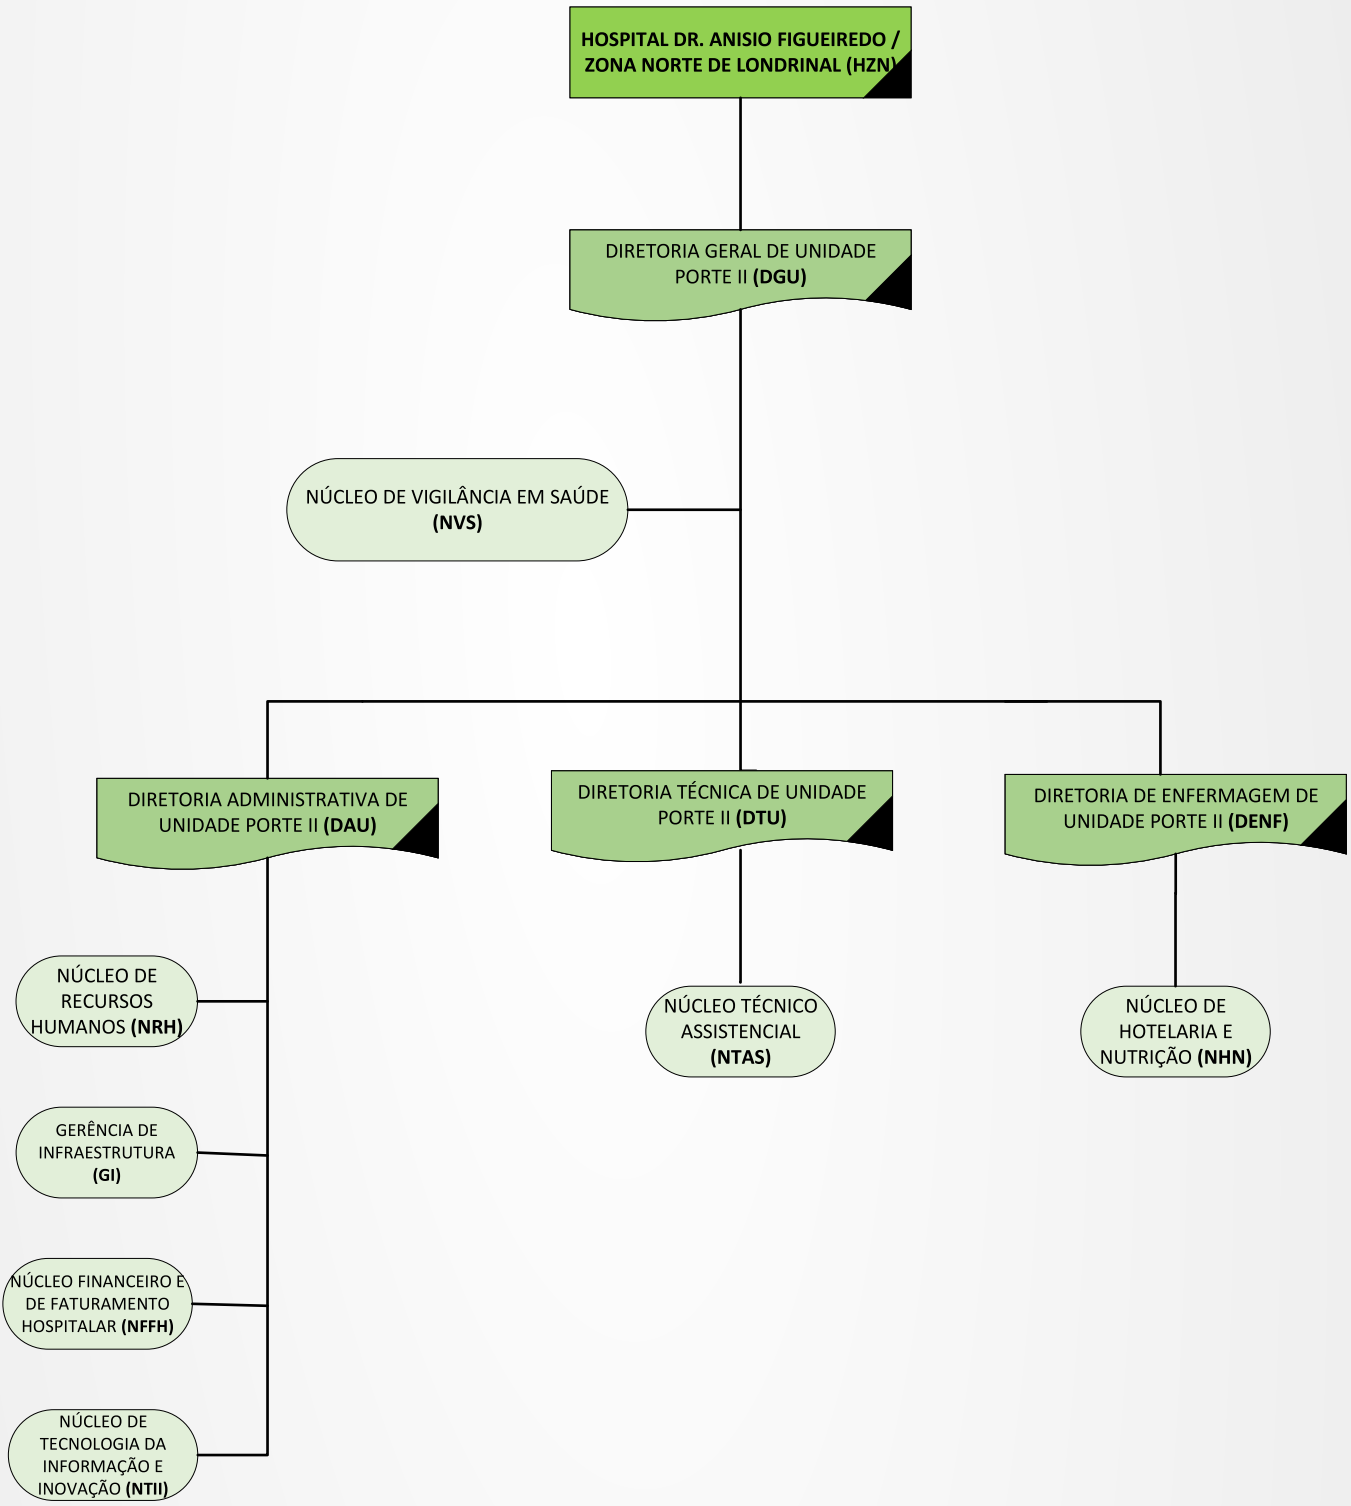 HOSPITAL DR. ANISIO FIGUEIREDO /
ZONA NORTE DE LONDRINAL (HZN)
DIRETORIA GERAL DE UNIDADE
PORTE II (DGU)
NÚCLEO DE VIGILÂNCIA EM SAÚDE
(NVS)
DIRETORIA ADMINISTRATIVA DE
UNIDADE PORTE II (DAU)
DIRETORIA TÉCNICA DE UNIDADE
PORTE II (DTU)
DIRETORIA DE ENFERMAGEM DE
UNIDADE PORTE II (DENF)
NÚCLEO DE
RECURSOS
HUMANOS (NRH)
NÚCLEO TÉCNICO
ASSISTENCIAL
(NTAS)
NÚCLEO DE
HOTELARIA E
NUTRIÇÃO (NHN)
GERÊNCIA DE
INFRAESTRUTURA
(GI)
NÚCLEO FINANCEIRO E
DE FATURAMENTO
HOSPITALAR (NFFH)
NÚCLEO DE
TECNOLOGIA DA
INFORMAÇÃO E
INOVAÇÃO (NTII)